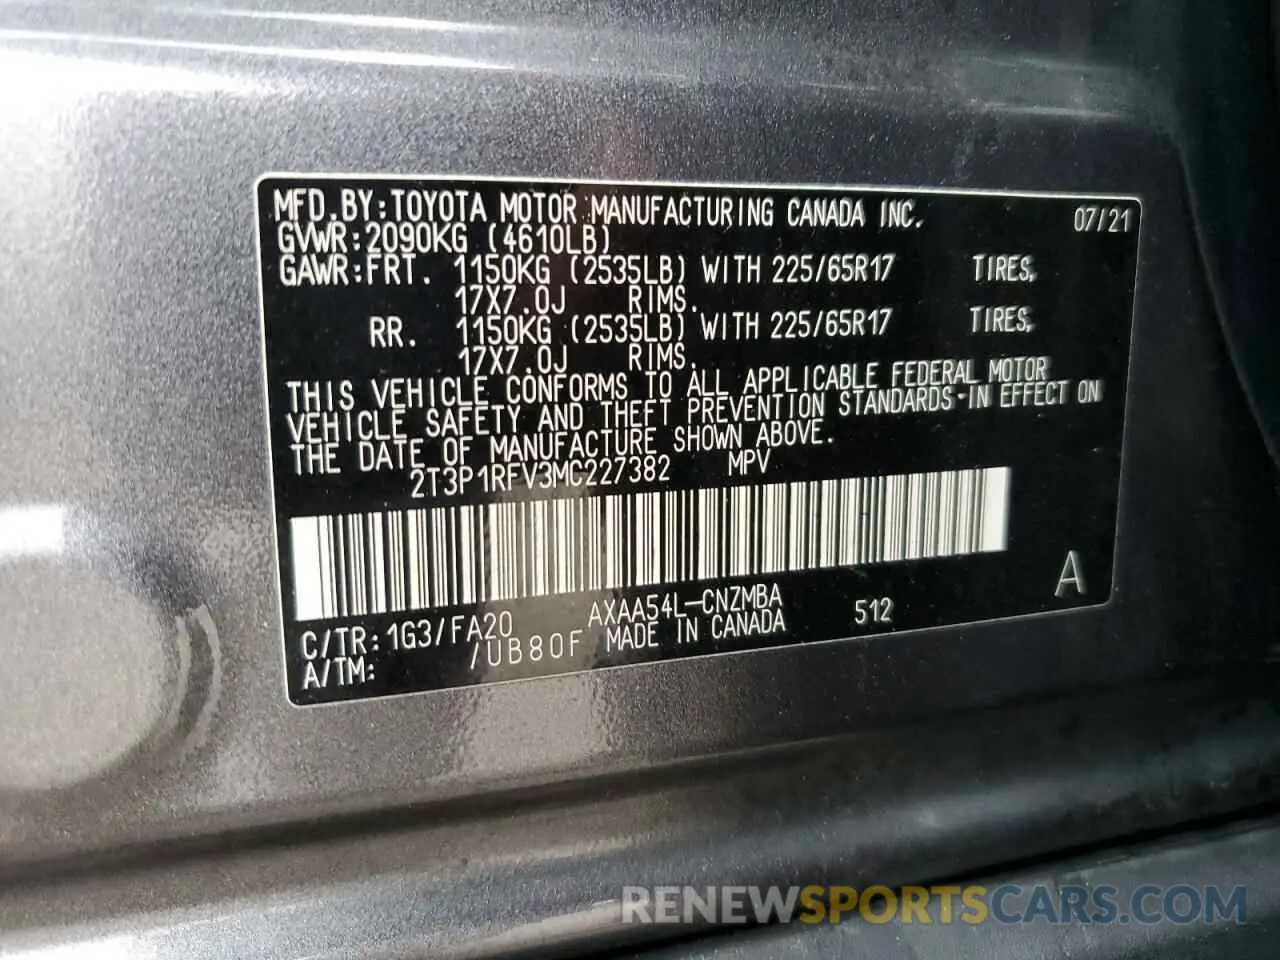 MFD.BY:TOYOTA MOTOR MANUFACTURING CANADA INC. 07/21
GVWR:2090KG (4610LB)
GAWR:FRT. 1150KG (2535LB) WITH 225/65R17 TIRES,
17X7.0J RIMS.
RR. 1150KG (2535LB) WITH 225/65R17 TIRES,
17X7.0J RIMS.
THIS VEHICLE CONFORMS TO ALL APPLICABLE FEDERAL MOTOR
VEHICLE SAFETY AND THEFT PREVENTION STANDARDS IN EFFECT ON
THE DATE OF MANUFACTURE SHOWN ABOVE.
2T3P1RFV3MC227382 MPV
A
C/TR:1G3/FA20 AXAA54L-CNZMBA 512
A/TM: /UB80F MADE IN CANADA
RENEWSPORTSCARS.COM